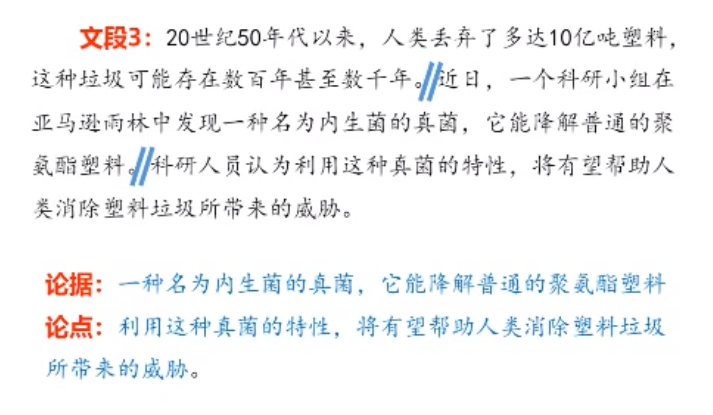 文段3：20世纪50年代以来，人类丢弃了多达10亿吨塑料，
这种垃圾可能存在数百年甚至数千年。近日，一个科研小组在
亚马逊雨林中发现一种名为内生菌的真菌，它能降解普通的聚
氨酯塑料。科研人员认为利用这种真菌的特性，将有望帮助人
类消除塑料垃圾所带来的威胁。
论据：一种名为内生菌的真菌，它能降解普通的聚氨酯塑料
论点：利用这种真菌的特性，将有望帮助人类消除塑料垃圾
所带来的威胁。